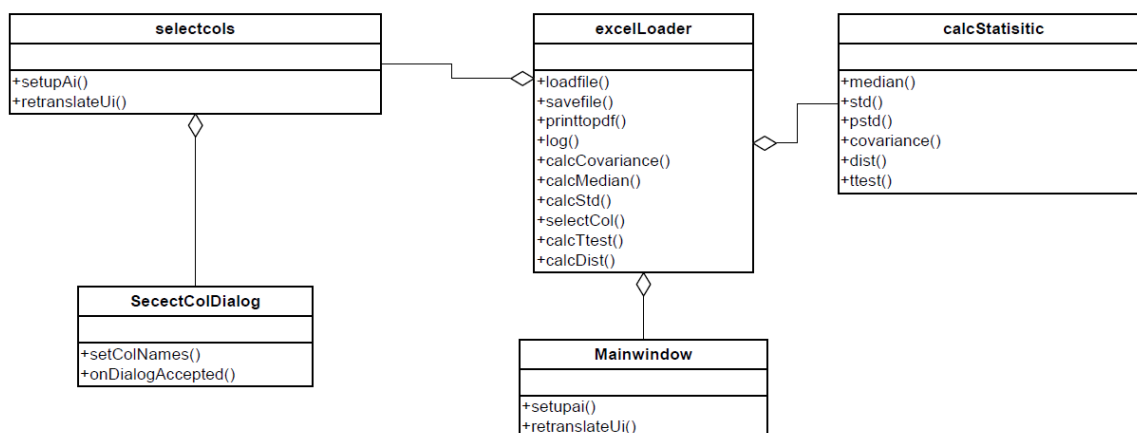 selectcols
+setupAi()
+retranslateUi()
excelLoader
+loadfile()
+savefile()
+printtopdf()
+log()
+calcCovariance()
+calcMedian()
+calcStd()
+selectCol()
+calcTtest()
+calcDist()
calcStatisitic
+median()
+std()
+pstd()
+covariance()
+dist()
+ttest()
SecectColDialog
+setColNames()
+onDialogAccepted()
Mainwindow
+setupai()
+retranslateUi()